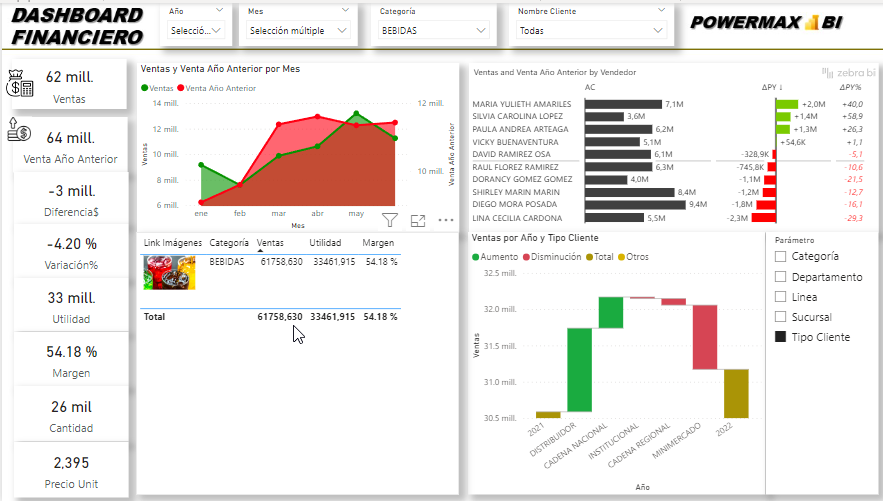 DASHBOARD
FINANCIERO
Año
Selecció...
Mes
Selección múltiple
Categoría
BEBIDAS
Nombre Cliente
Todas
POWERMAX BI
62 mill.
Ventas
64 mill.
Venta Año Anterior
-3 mill.
Diferencia$
-4.20 %
Variación%
33 mill.
Utilidad
54.18 %
Margen
26 mil
Cantidad
2,395
Precio Unit
Ventas y Venta Año Anterior por Mes
Ventas Venta Año Anterior
14 mill.
12 mill.
10 mill.
8 mill.
6 mill.
Ventas
12 mill.
10 mill.
Venta Año Anterior
ene feb mar abr may
Mes
Link Imágenes Categoría Ventas Utilidad Margen
BEBIDAS 61758,630 33461,915 54.18 %
Total 61758,630 33461,915 54.18 %
Ventas and Venta Año Anterior by Vendedor
zebra bi
AC ΔPY ↓ ΔPY%
MARIA YULIETH AMARILES 7,1M +2,0M +40,0
SILVIA CAROLINA LOPEZ 3,6M +1,4M +58,9
PAULA ANDREA ARTEAGA 6,2M +1,3M +26,3
VICKY BUENAVENTURA 5,1M +54,6K +1,1
DAVID RAMIREZ OSA 6,1M -328,9K -5,1
RAUL FLOREZ RAMIREZ 6,3M -745,8K -10,6
DORANCY GOMEZ GOMEZ 4,0M -1,1M -21,5
SHIRLEY MARIN MARIN 8,4M -1,2M -12,7
DIEGO MORA POSADA 9,4M -1,8M -16,1
LINA CECILIA CARDONA 5,5M -2,3M -29,3
Ventas por Año y Tipo Cliente
Aumento Disminución Total Otros
32.5 mill.
32.0 mill.
31.5 mill.
31.0 mill.
30.5 mill.
Ventas
2021
DISTRIBUIDOR
CADENA NACIONAL
INSTITUCIONAL
CADENA REGIONAL
MINIMERCADO
2022
Año
Parámetro
Categoría
Departamento
Linea
Sucursal
Tipo Cliente